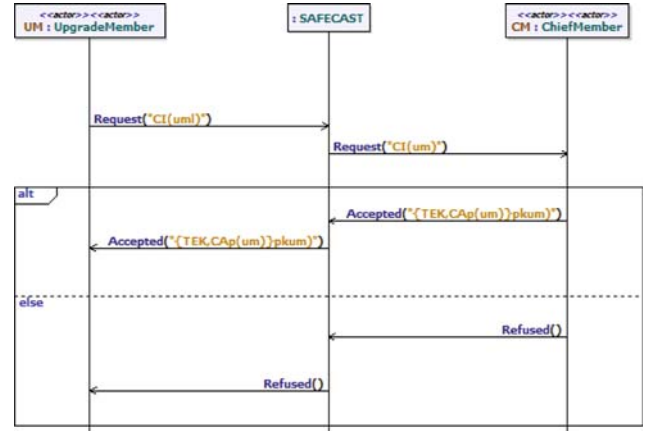 <<actor>><<actor>>
UM : UpgradeMember
: SAFECAST
<<actor>><<actor>>
CM : ChiefMember
Request("CI(uml)")
Request("CI(um)")
alt
Accepted("{TEK,CAp(um)}pkum)")
Accepted("{TEK,CAp(um)}pkum)")
else
Refused()
Refused()